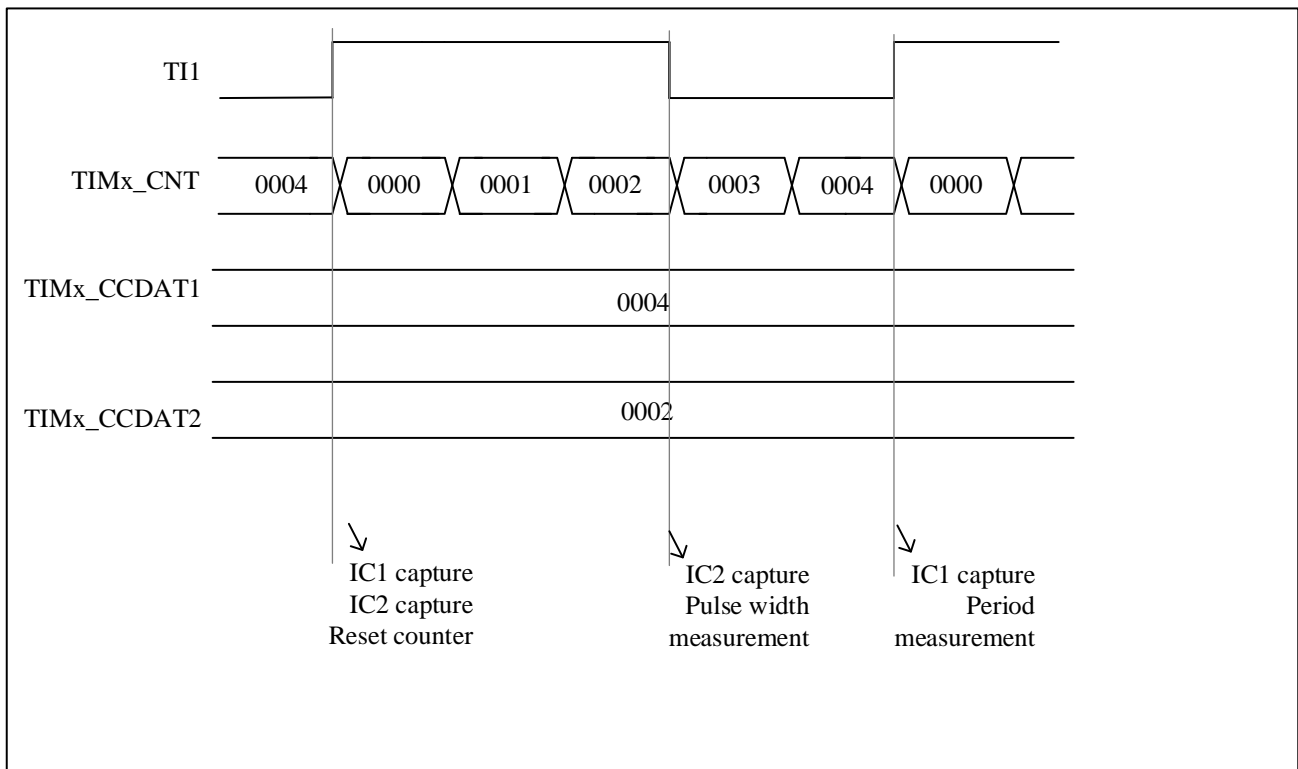 TI1
TIMx_CNT
0004
0000
0001
0002
0003
0004
0000
TIMx_CCDAT1
0004
TIMx_CCDAT2
0002
IC1 capture
IC2 capture
Reset counter
IC2 capture
Pulse width
measurement
IC1 capture
Period
measurement